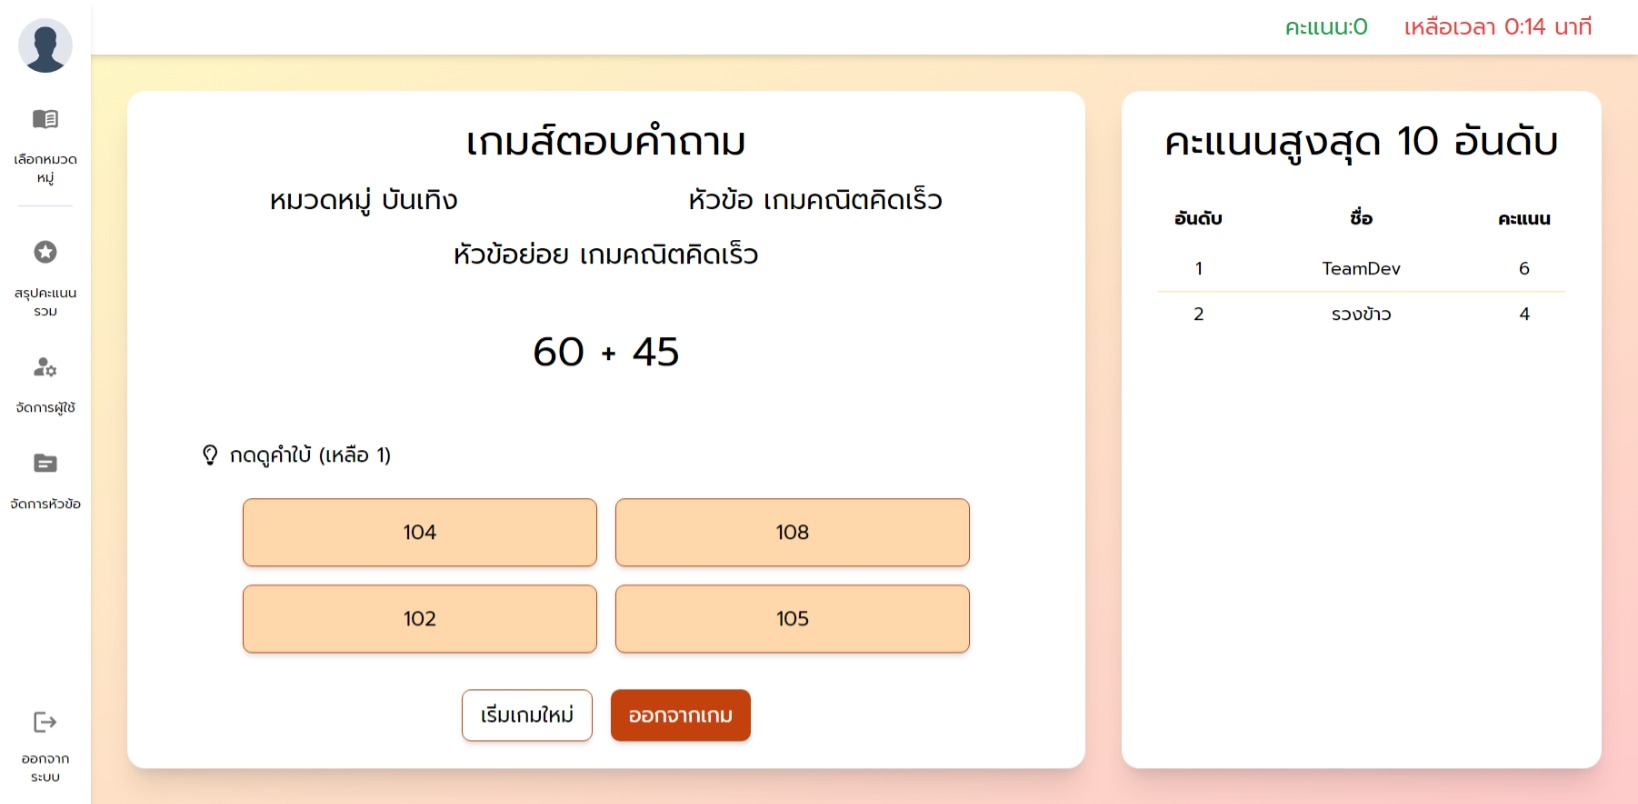 คะแนน:0
เหลือเวลา 0:14 นาที
เลือกหมวด
หมู่
สรุปคะแนน
รวม
จัดการผู้ใช้
จัดการหัวข้อ
ออกจาก
ระบบ
เกมส์ตอบคำถาม
หมวดหมู่ บันเทิง
หัวข้อ เกมคณิตคิดเร็ว
หัวข้อย่อย เกมคณิตคิดเร็ว
60 + 45
กดดูคำใบ้ (เหลือ 1)
104
108
102
105
เริ่มเกมใหม่
ออกจากเกม
คะแนนสูงสุด 10 อันดับ
อันดับ ชื่อ คะแนน
1 TeamDev 6
2 รวงข้าว 4